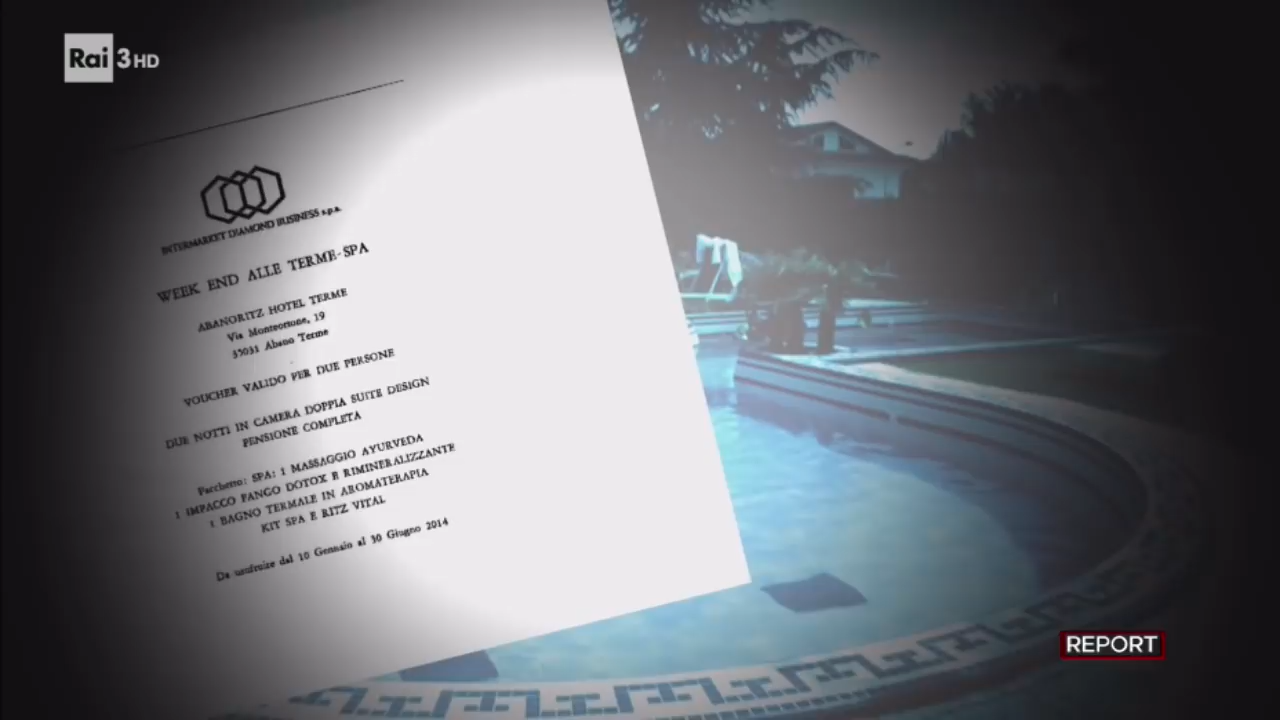 Rai 3HD
INTERMARKET DIAMOND BUSINESS s.p.a.
WEEK END ALLE TERME-SPA
ABANORITZ HOTEL TERME
Via Monteortone, 19
35031 Abano Terme
VOUCHER VALIDO PER DUE PERSONE
DUE NOTTI IN CAMERA DOPPIA SUITE DESIGN
PENSIONE COMPLETA
Pacchetto: SPA: 1 MASSAGGIO AYURVEDA
1 IMPACCO FANGO DOTOX E RIMINERALIZZANTE
1 BAGNO TERMALE IN AROMATERAPIA
KIT SPA E RITZ VITAL
Da usufruire dal 10 Gennaio al 30 Giugno 2014
REPORT